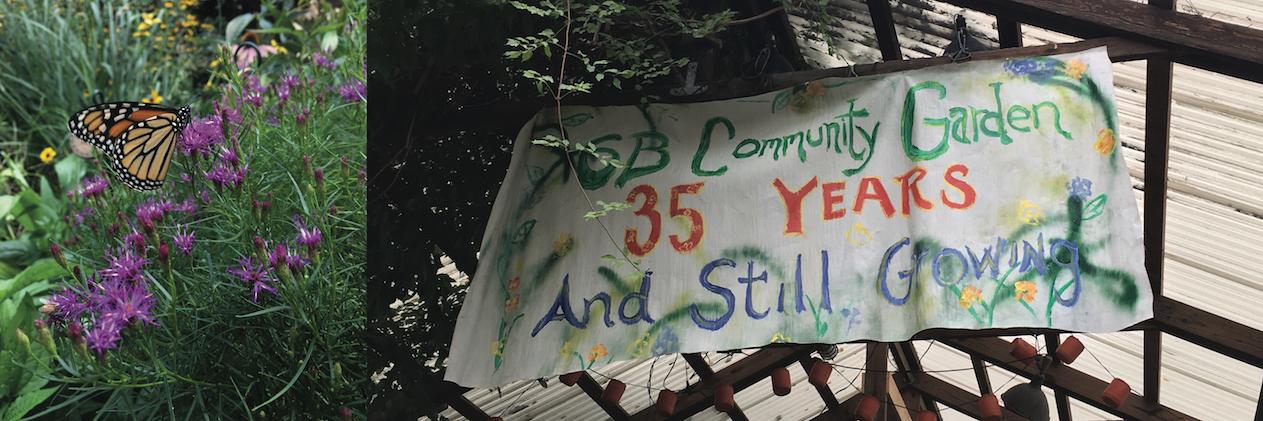 Community Garden
35 YEARS
And Still Growing